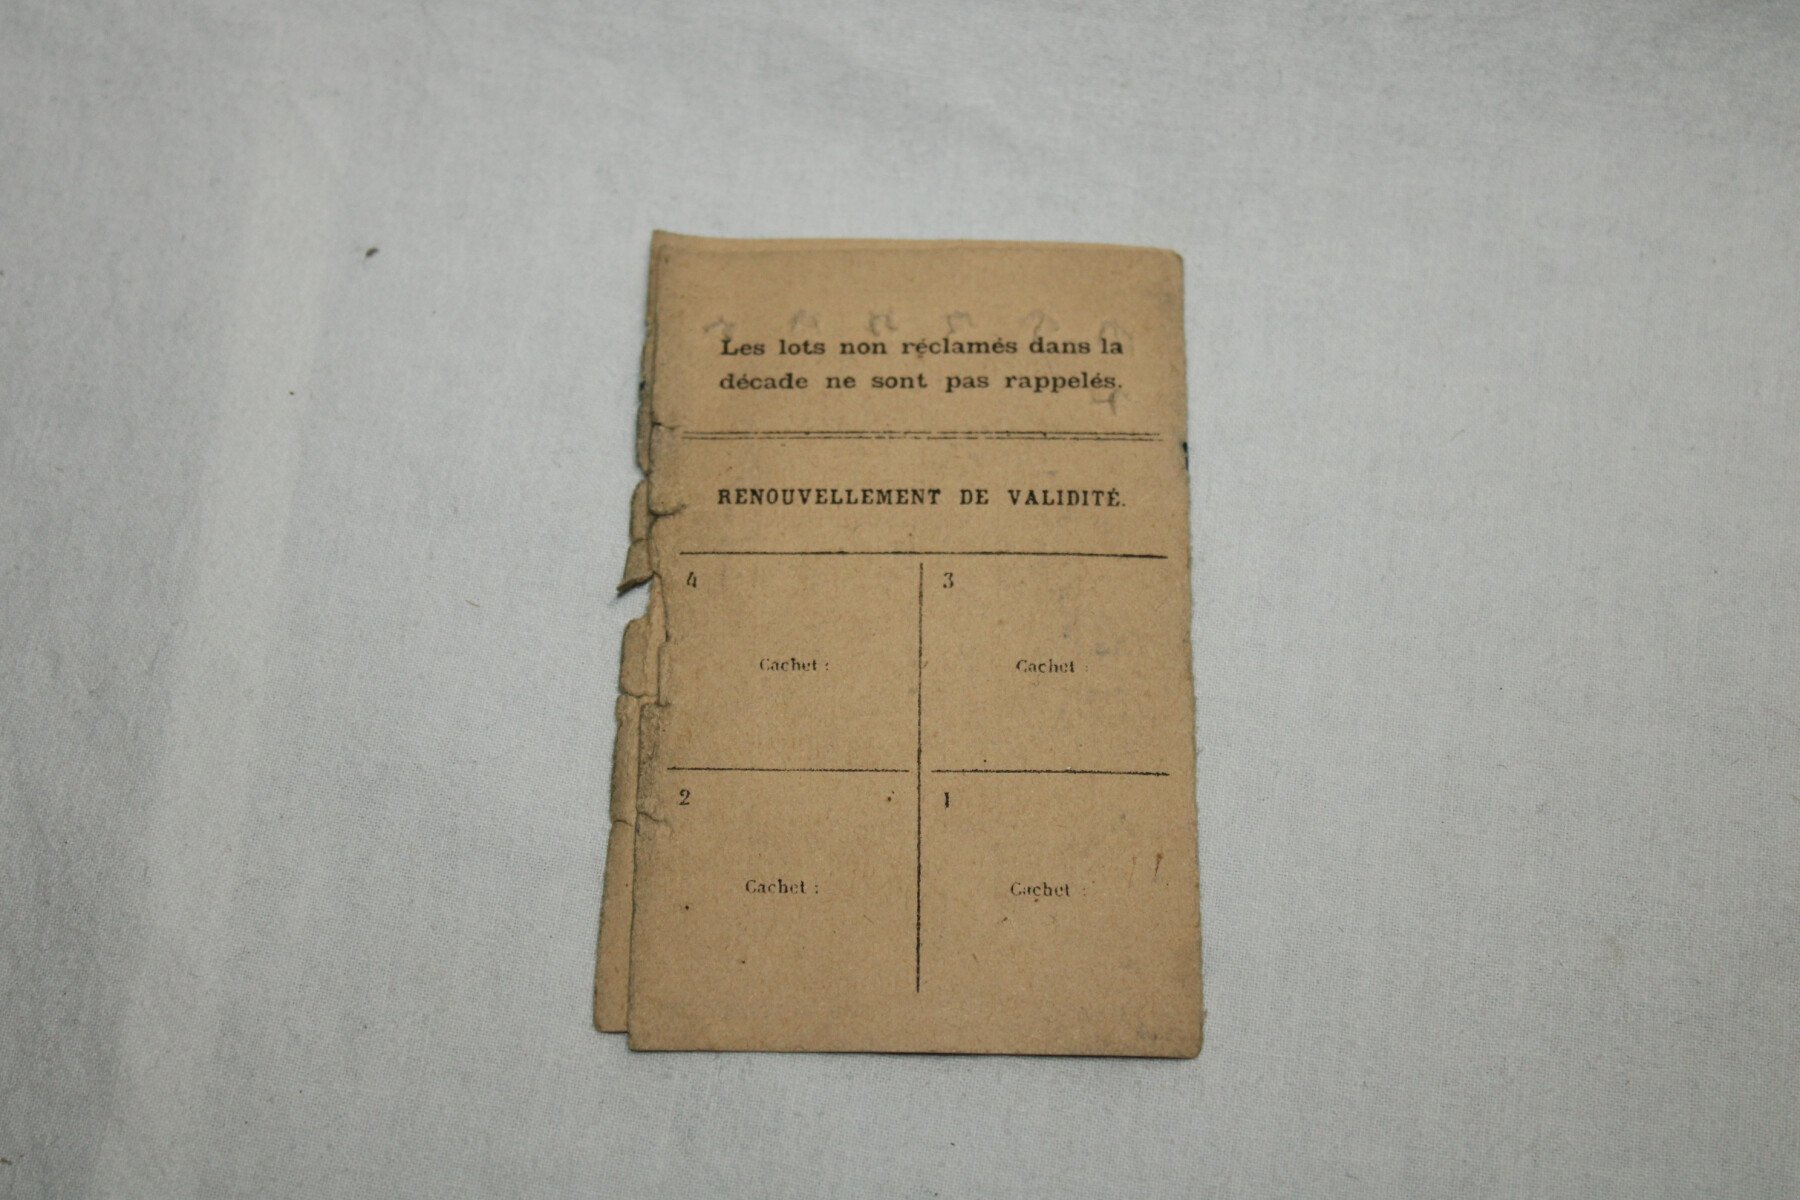 Les lots non réclamés dans la
décade ne sont pas rappelés.
RENOUVELLEMENT DE VALIDITÉ.
4
3
Cachet :
Cachet :
2
1
Cachet :
Cachet :